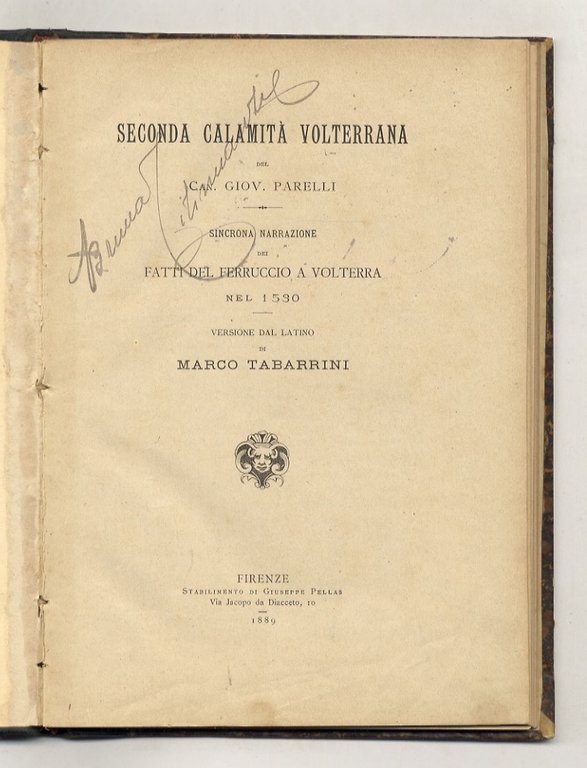 SECONDA CALAMITÀ VOLTERRANA
DEL
CAV. GIOV. PARELLI
SINCRONA NARRAZIONE
DEI
FATTI DEL FERRUCCIO A VOLTERRA
NEL 1530
VERSIONE DAL LATINO
DI
MARCO TABARRINI
FIRENZE
STABILIMENTO DI GIUSEPPE PELLAS
Via Jacopo da Diacceto, 10
1889